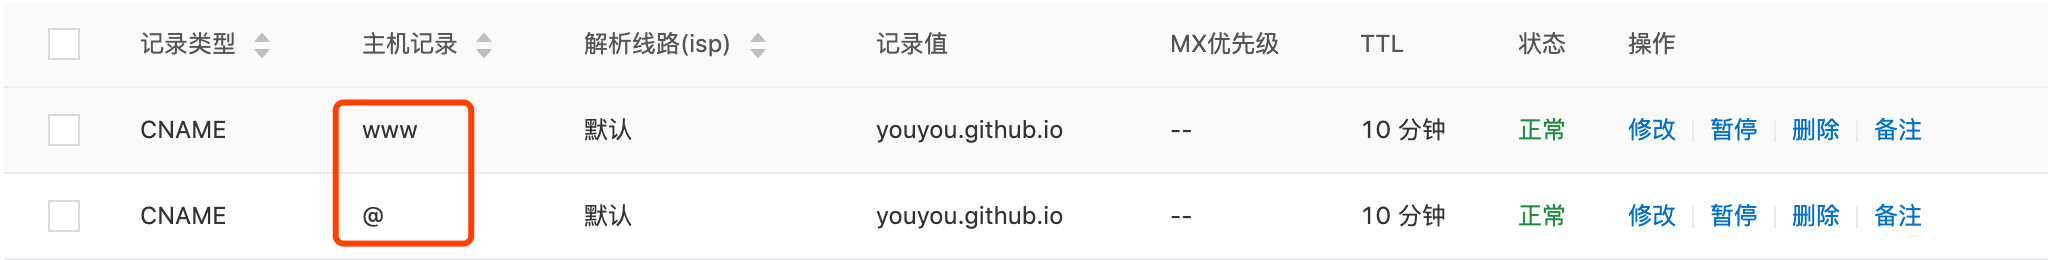 记录类型 主机记录 解析线路(isp) 记录值 MX优先级 TTL 状态 操作
CNAME www 默认 youyou.github.io -- 10 分钟 正常 修改 暂停 删除 备注
CNAME @ 默认 youyou.github.io -- 10 分钟 正常 修改 暂停 删除 备注